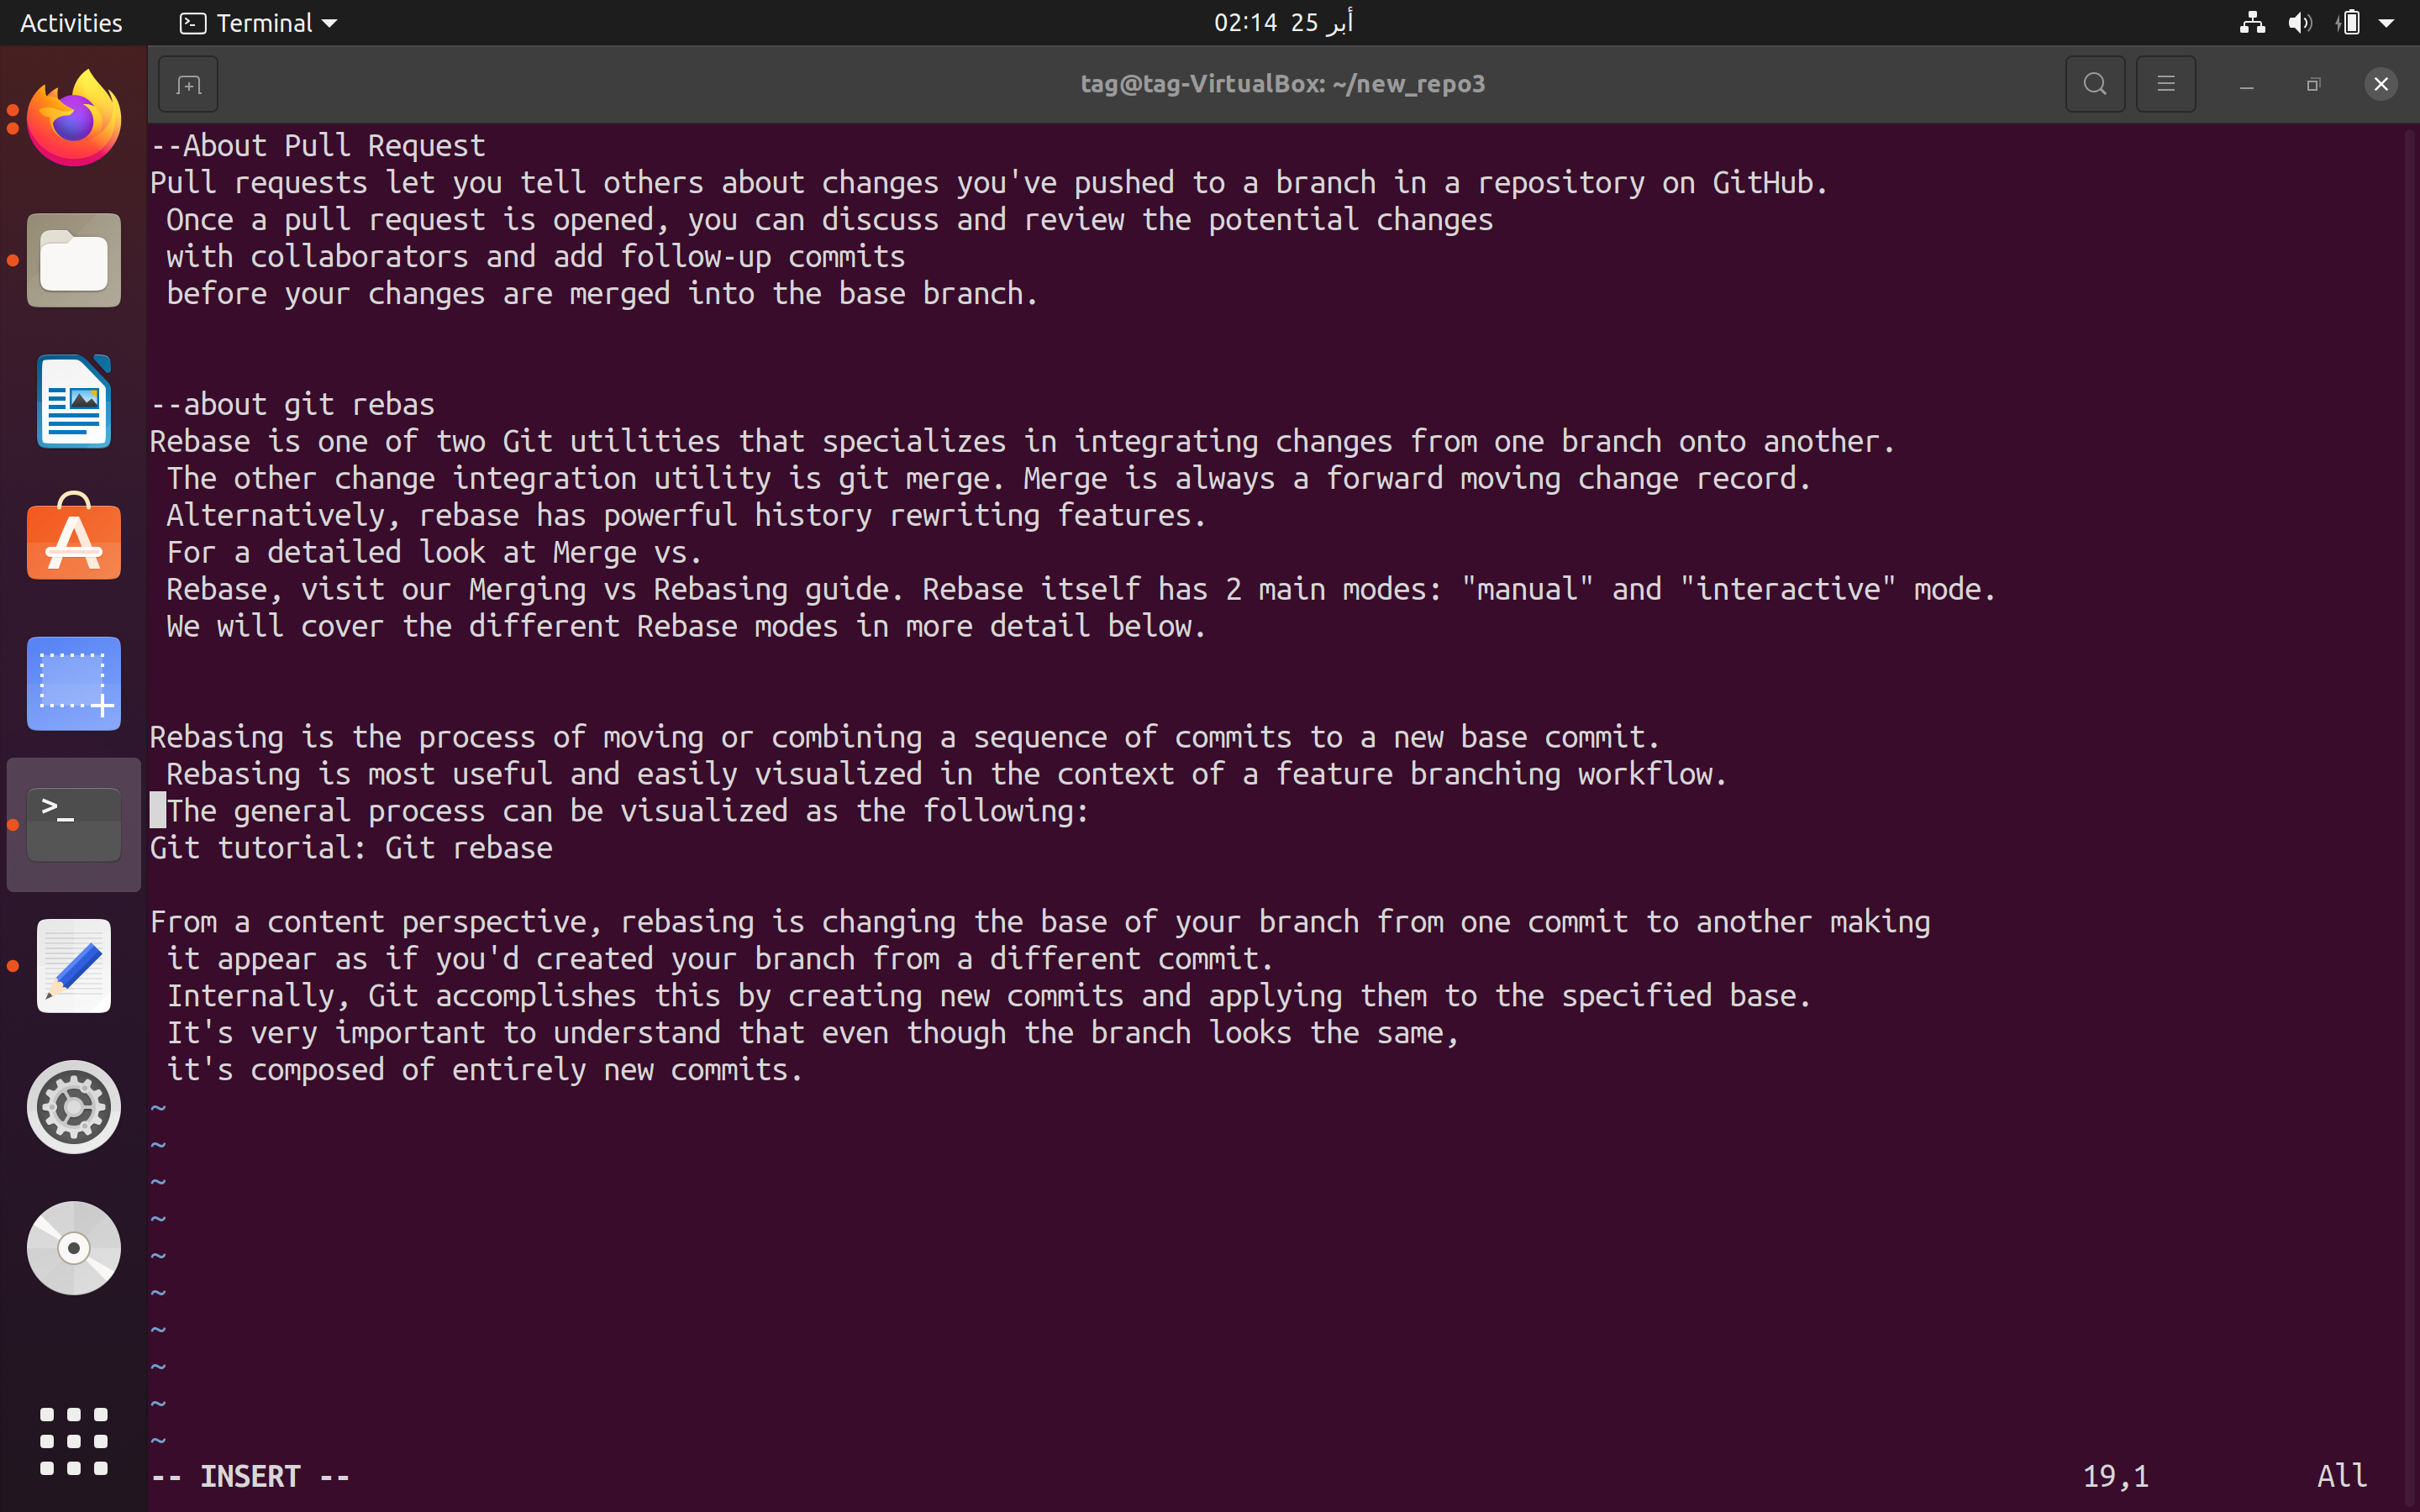 Activities
Terminal
02:14 25 أبر
tag@tag-VirtualBox: ~/new_repo3
--About Pull Request
Pull requests let you tell others about changes you've pushed to a branch in a repository on GitHub.
Once a pull request is opened, you can discuss and review the potential changes
with collaborators and add follow-up commits
before your changes are merged into the base branch.
--about git rebas
Rebase is one of two Git utilities that specializes in integrating changes from one branch onto another.
The other change integration utility is git merge. Merge is always a forward moving change record.
Alternatively, rebase has powerful history rewriting features.
For a detailed look at Merge vs.
Rebase, visit our Merging vs Rebasing guide. Rebase itself has 2 main modes: "manual" and "interactive" mode.
We will cover the different Rebase modes in more detail below.
Rebasing is the process of moving or combining a sequence of commits to a new base commit.
Rebasing is most useful and easily visualized in the context of a feature branching workflow.
The general process can be visualized as the following:
Git tutorial: Git rebase
From a content perspective, rebasing is changing the base of your branch from one commit to another making
it appear as if you'd created your branch from a different commit.
Internally, Git accomplishes this by creating new commits and applying them to the specified base.
It's very important to understand that even though the branch looks the same,
it's composed of entirely new commits.
~
~
~
~
~
~
~
~
~
~
-- INSERT -- 19,1 All